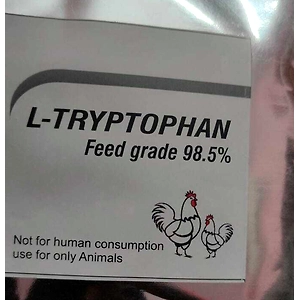 L-TRYPTOPHAN
Feed grade 98.5%
Not for human consumption
use for only Animals